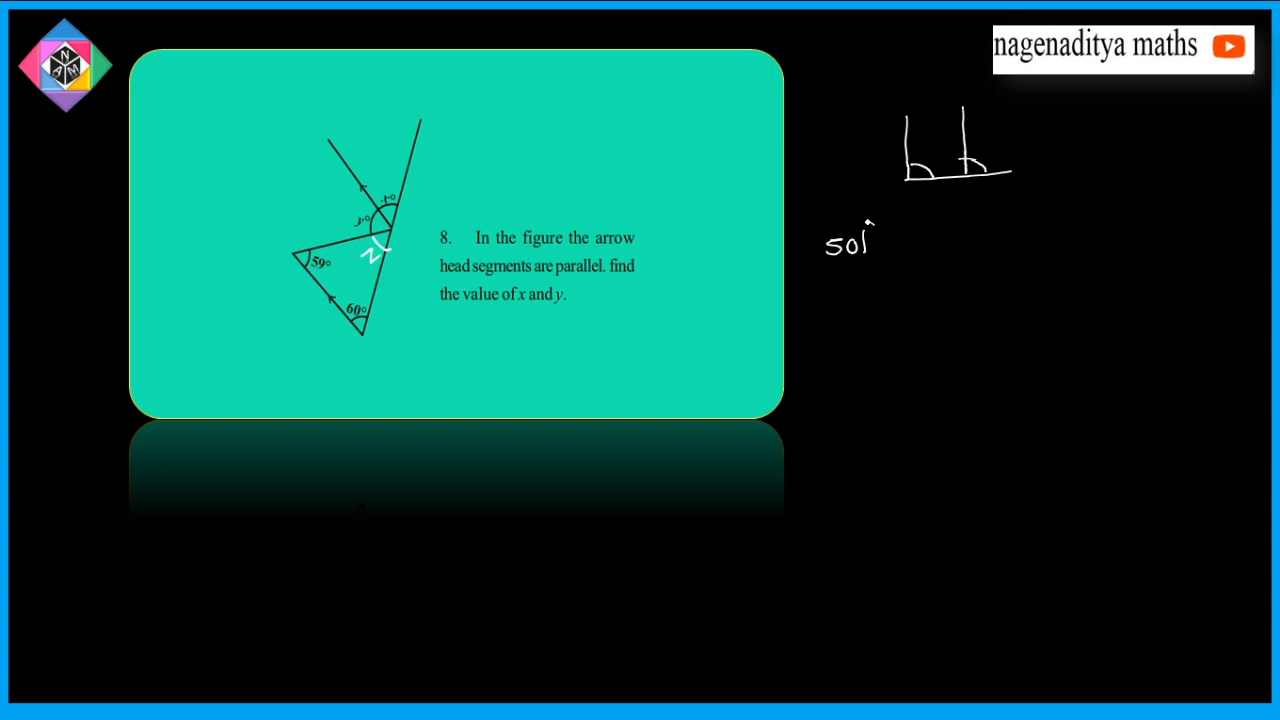 N
A M
nagenaditya maths
x°
y°
Z
59°
60°
8. In the figure the arrow
head segments are parallel. find
the value of x and y.
sol